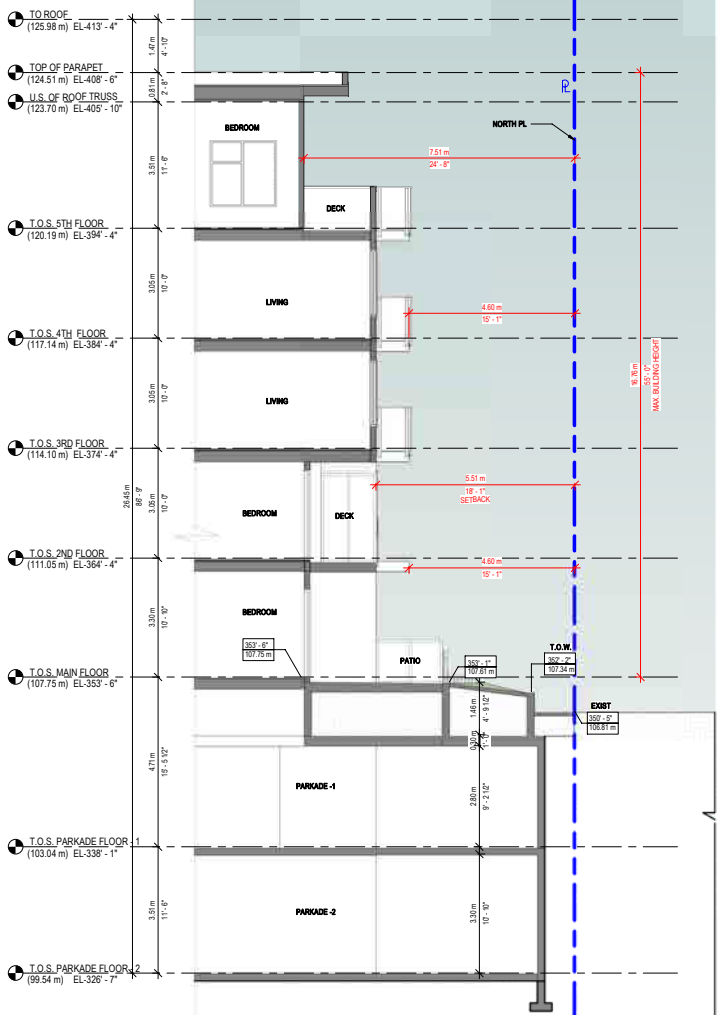 TO ROOF
(125.98 m) EL-413' - 4"
1.47 m
4' - 10"
TOP OF PARAPET
(124.51 m) EL-408' - 6"
0.81 m
2' - 8"
U.S. OF ROOF TRUSS
(123.70 m) EL-405' - 10"
PL
NORTH PL
BEDROOM
7.51 m
24' - 8"
3.51 m
11' - 6"
DECK
T.O.S. 5TH FLOOR
(120.19 m) EL-394' - 4"
3.05 m
10' - 0"
LIVING
4.60 m
15' - 1"
T.O.S. 4TH FLOOR
(117.14 m) EL-384' - 4"
16.76 m
55' - 0"
MAX. BUILDING HEIGHT
3.05 m
10' - 0"
LIVING
T.O.S. 3RD FLOOR
(114.10 m) EL-374' - 4"
26.45 m
86' - 9"
3.05 m
10' - 0"
BEDROOM
DECK
5.51 m
18' - 1"
SETBACK
T.O.S. 2ND FLOOR
(111.05 m) EL-364' - 4"
4.60 m
15' - 1"
3.30 m
10' - 10"
BEDROOM
353' - 6"
107.75 m
PATIO
353' - 1"
107.61 m
T.O.W.
352' - 2"
107.34 m
T.O.S. MAIN FLOOR
(107.75 m) EL-353' - 6"
EXIST
350' - 5"
106.81 m
1.46 m
4' - 9 1/2"
0.30 m
1' - 0"
4.71 m
15' - 5 1/2"
PARKADE -1
2.80 m
9' - 2 1/2"
T.O.S. PARKADE FLOOR - 1
(103.04 m) EL-338' - 1"
3.51 m
11' - 6"
PARKADE -2
3.30 m
10' - 10"
T.O.S. PARKADE FLOOR - 2
(99.54 m) EL-326' - 7"